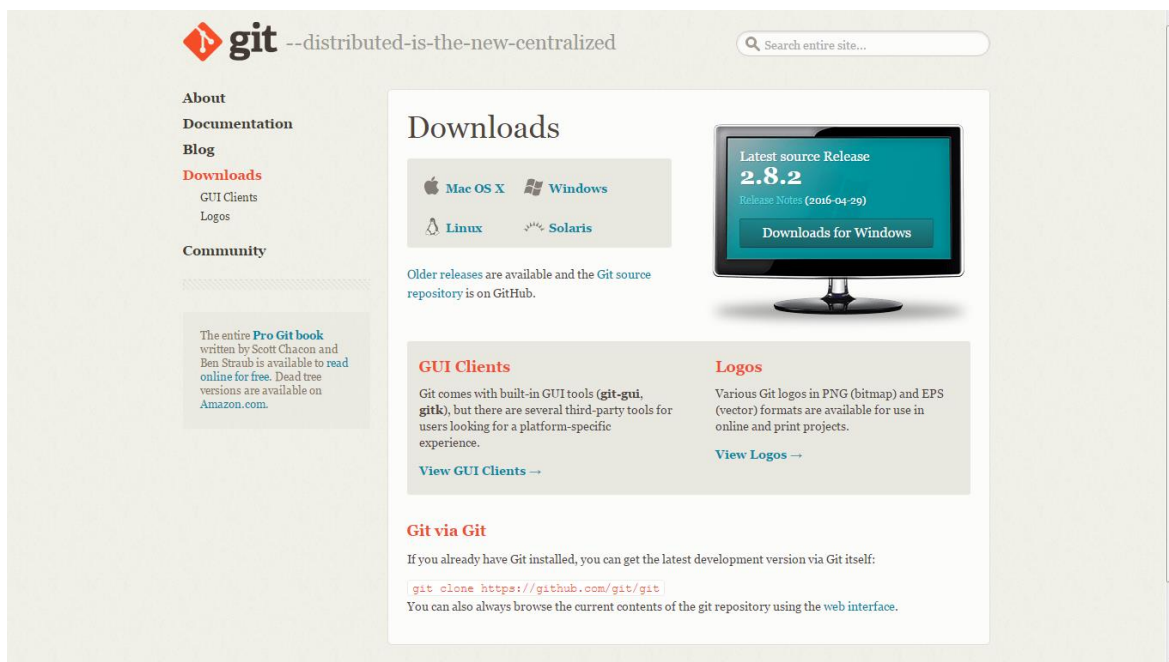 git --distributed-is-the-new-centralized
Search entire site...
About
Documentation
Blog
Downloads
GUI Clients
Logos
Community
The entire Pro Git book
written by Scott Chacon and
Ben Straub is available to read
online for free. Dead tree
versions are available on
Amazon.com.
Downloads
Mac OS X Windows
Linux Solaris
Older releases are available and the Git source
repository is on GitHub.
Latest source Release
2.8.2
Release Notes (2016-04-29)
Downloads for Windows
GUI Clients
Git comes with built-in GUI tools (git-gui,
gitk), but there are several third-party tools for
users looking for a platform-specific
experience.
View GUI Clients →
Logos
Various Git logos in PNG (bitmap) and EPS
(vector) formats are available for use in
online and print projects.
View Logos →
Git via Git
If you already have Git installed, you can get the latest development version via Git itself:
git clone https://github.com/git/git
You can also always browse the current contents of the git repository using the web interface.